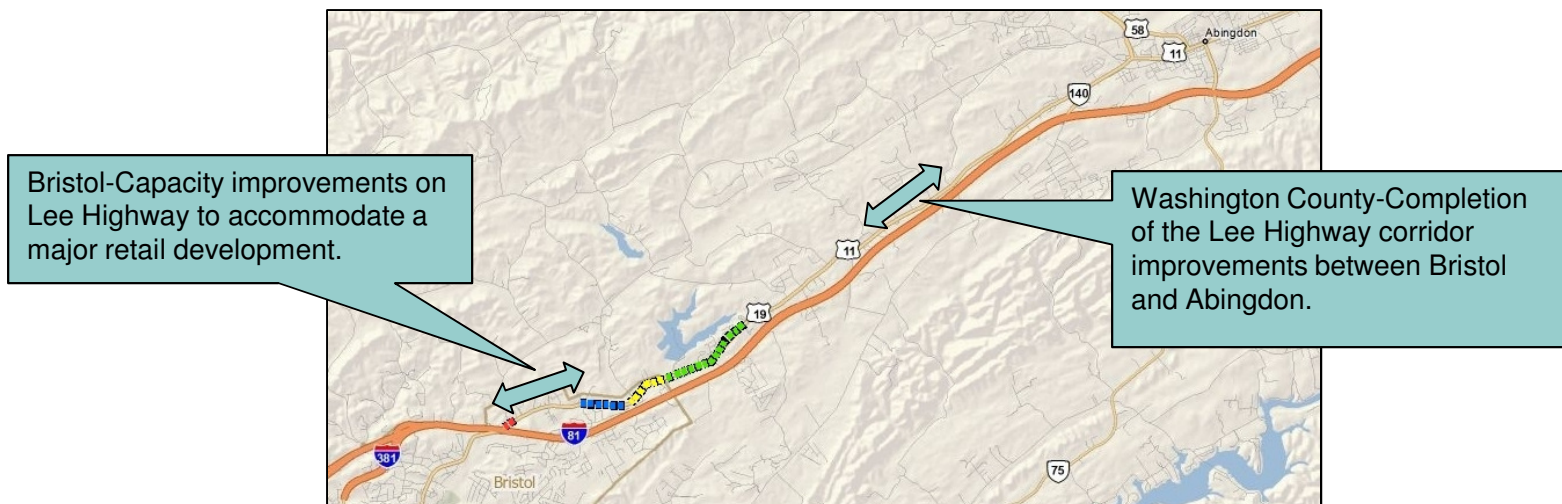 58
Abingdon
11
140
Bristol-Capacity improvements on
Lee Highway to accommodate a
major retail development.
Washington County-Completion
of the Lee Highway corridor
improvements between Bristol
and Abingdon.
11
19
81
381
Bristol
75